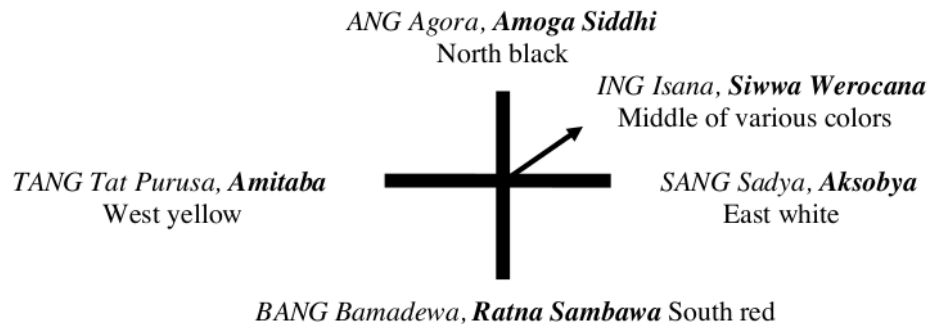 ANG Agora, Amoga Siddhi
North black
ING Isana, Siwwa Werocana
Middle of various colors
TANG Tat Purusa, Amitaba
West yellow
SANG Sadya, Aksobya
East white
BANG Bamadewa, Ratna Sambawa South red